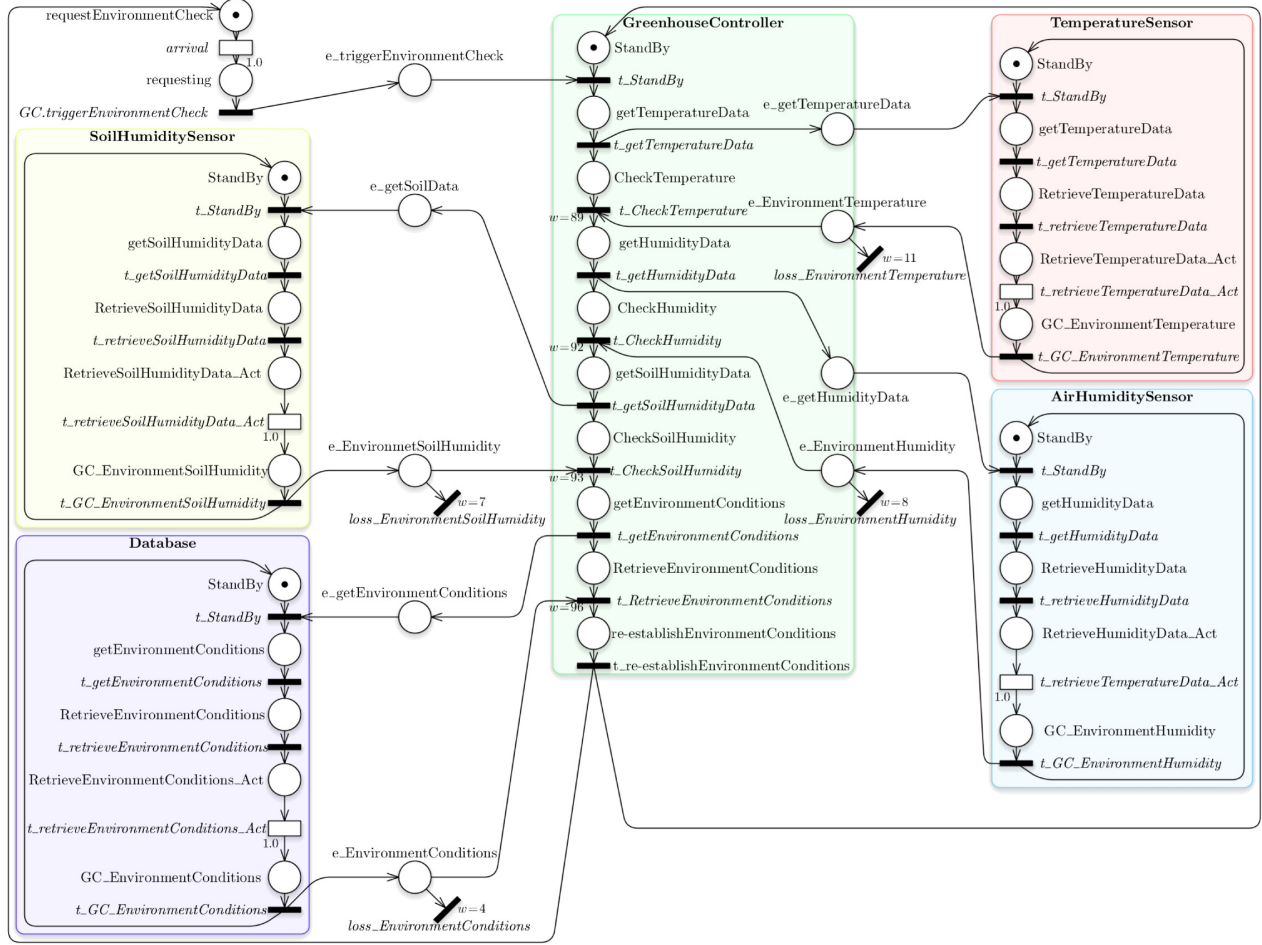 requestEnvironmentCheck
arrival
1.0
requesting
GC.triggerEnvironmentCheck
e_triggerEnvironmentCheck
SoilHumiditySensor
StandBy
t_StandBy
getSoilHumidityData
t_getSoilHumidityData
RetrieveSoilHumidityData
t_retrieveSoilHumidityData
RetrieveSoilHumidityData_Act
t_retrieveSoilHumidityData_Act
1.0
GC_EnvironmentSoilHumidity
t_GC_EnvironmentSoilHumidity
Database
StandBy
t_StandBy
getEnvironmentConditions
t_getEnvironmentConditions
RetrieveEnvironmentConditions
t_retrieveEnvironmentConditions
RetrieveEnvironmentConditions_Act
t_retrieveEnvironmentConditions_Act
1.0
GC_EnvironmentConditions
t_GC_EnvironmentConditions
e_getSoilData
e_EnvironmetSoilHumidity
w=7
loss_EnvironmentSoilHumidity
e_getEnvironmentConditions
e_EnvironmentConditions
w=4
loss_EnvironmentConditions
GreenhouseController
StandBy
t_StandBy
getTemperatureData
t_getTemperatureData
CheckTemperature
t_CheckTemperature
w=89
getHumidityData
t_getHumidityData
CheckHumidity
t_CheckHumidity
w=92
getSoilHumidityData
t_getSoilHumidityData
CheckSoilHumidity
t_CheckSoilHumidity
w=93
getEnvironmentConditions
t_getEnvironmentConditions
RetrieveEnvironmentConditions
t_RetrieveEnvironmentConditions
w=96
re-establishEnvironmentConditions
t_re-establishEnvironmentConditions
e_getTemperatureData
e_EnvironmentTemperature
w=11
loss_EnvironmentTemperature
e_getHumidityData
e_EnvironmentHumidity
w=8
loss_EnvironmentHumidity
TemperatureSensor
StandBy
t_StandBy
getTemperatureData
t_getTemperatureData
RetrieveTemperatureData
t_retrieveTemperatureData
RetrieveTemperatureData_Act
t_retrieveTemperatureData_Act
1.0
GC_EnvironmentTemperature
t_GC_EnvironmentTemperature
AirHumiditySensor
StandBy
t_StandBy
getHumidityData
t_getHumidityData
RetrieveHumidityData
t_retrieveHumidityData
RetrieveHumidityData_Act
t_retrieveTemperatureData_Act
1.0
GC_EnvironmentHumidity
t_GC_EnvironmentHumidity